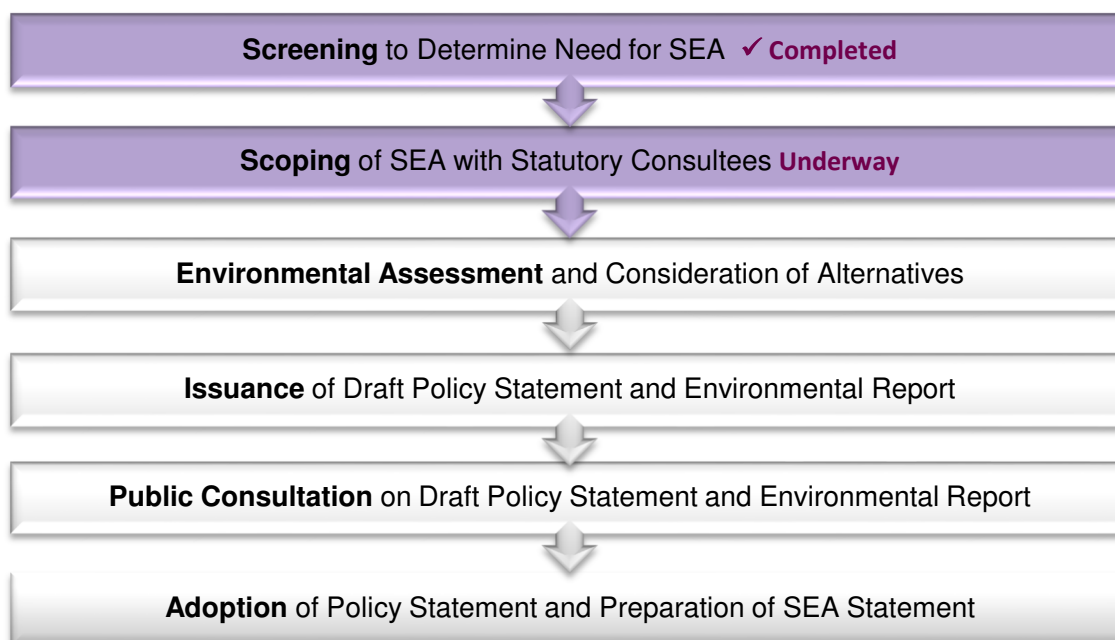 Screening to Determine Need for SEA ✓ Completed
Scoping of SEA with Statutory Consultees Underway
Environmental Assessment and Consideration of Alternatives
Issuance of Draft Policy Statement and Environmental Report
Public Consultation on Draft Policy Statement and Environmental Report
Adoption of Policy Statement and Preparation of SEA Statement